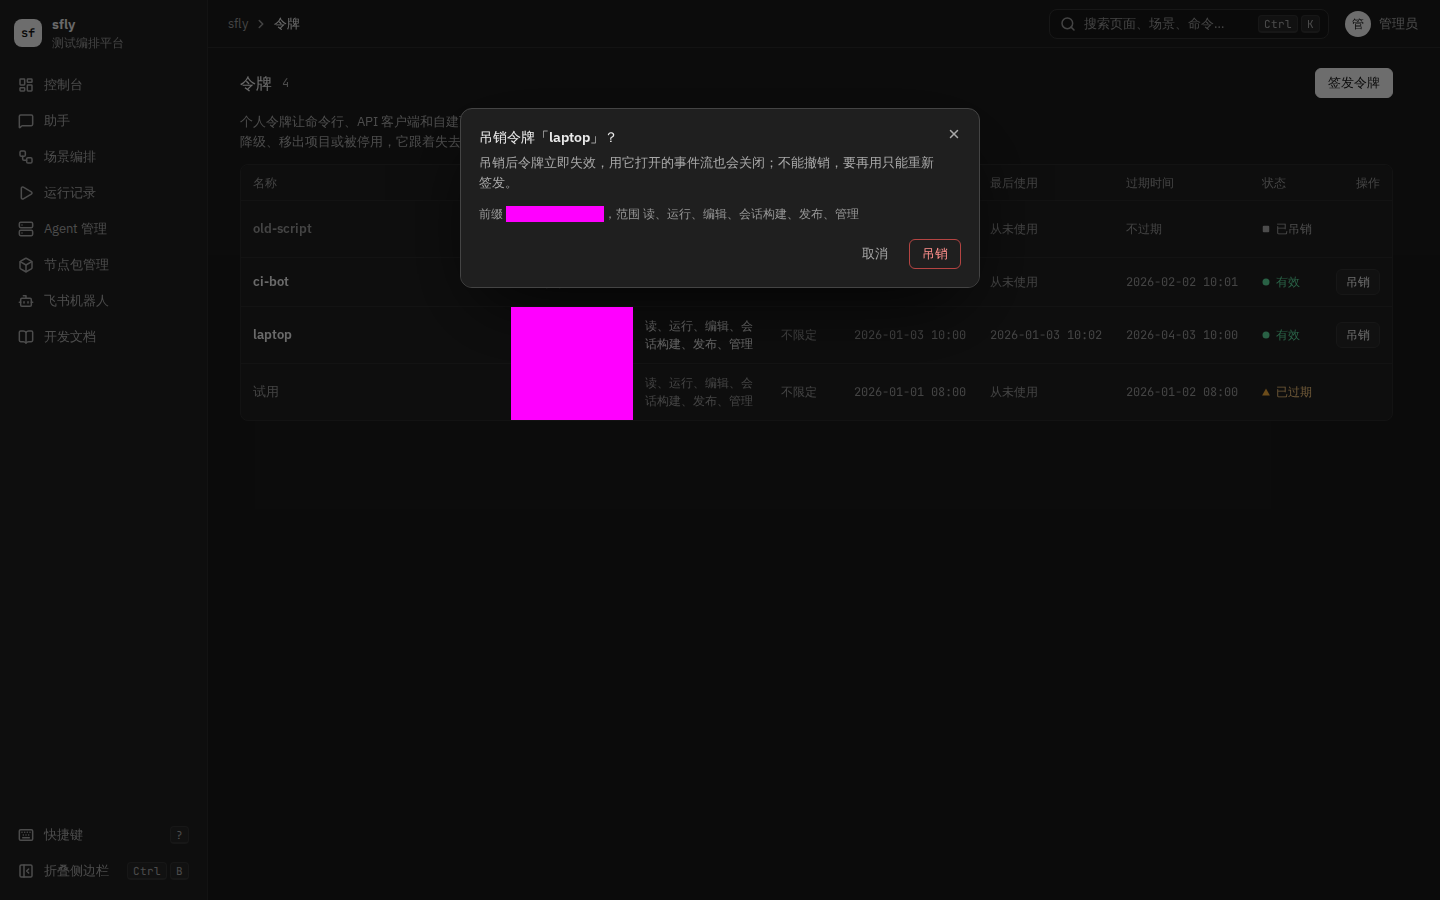 sf
sfly
测试编排平台
控制台
助手
场景编排
运行记录
Agent 管理
节点包管理
飞书机器人
开发文档
快捷键 ?
折叠侧边栏 Ctrl B
sfly > 令牌
搜索页面、场景、命令... Ctrl K
管 管理员
令牌 4
签发令牌
个人令牌让命令行、API 客户端和自建
降级、移出项目或被停用，它跟着失去
吊销令牌「laptop」？
吊销后令牌立即失效，用它打开的事件流也会关闭；不能撤销，要再用只能重新
签发。
前缀 ，范围 读、运行、编辑、会话构建、发布、管理
取消 吊销
名称 最后使用 过期时间 状态 操作
old-script 从未使用 不过期 已吊销
ci-bot 从未使用 2026-02-02 10:01 有效 吊销
laptop 读、运行、编辑、会话构建、发布、管理 不限定 2026-01-03 10:00 2026-01-03 10:02 2026-04-03 10:00 有效 吊销
试用 读、运行、编辑、会话构建、发布、管理 不限定 2026-01-01 08:00 从未使用 2026-01-02 08:00 已过期